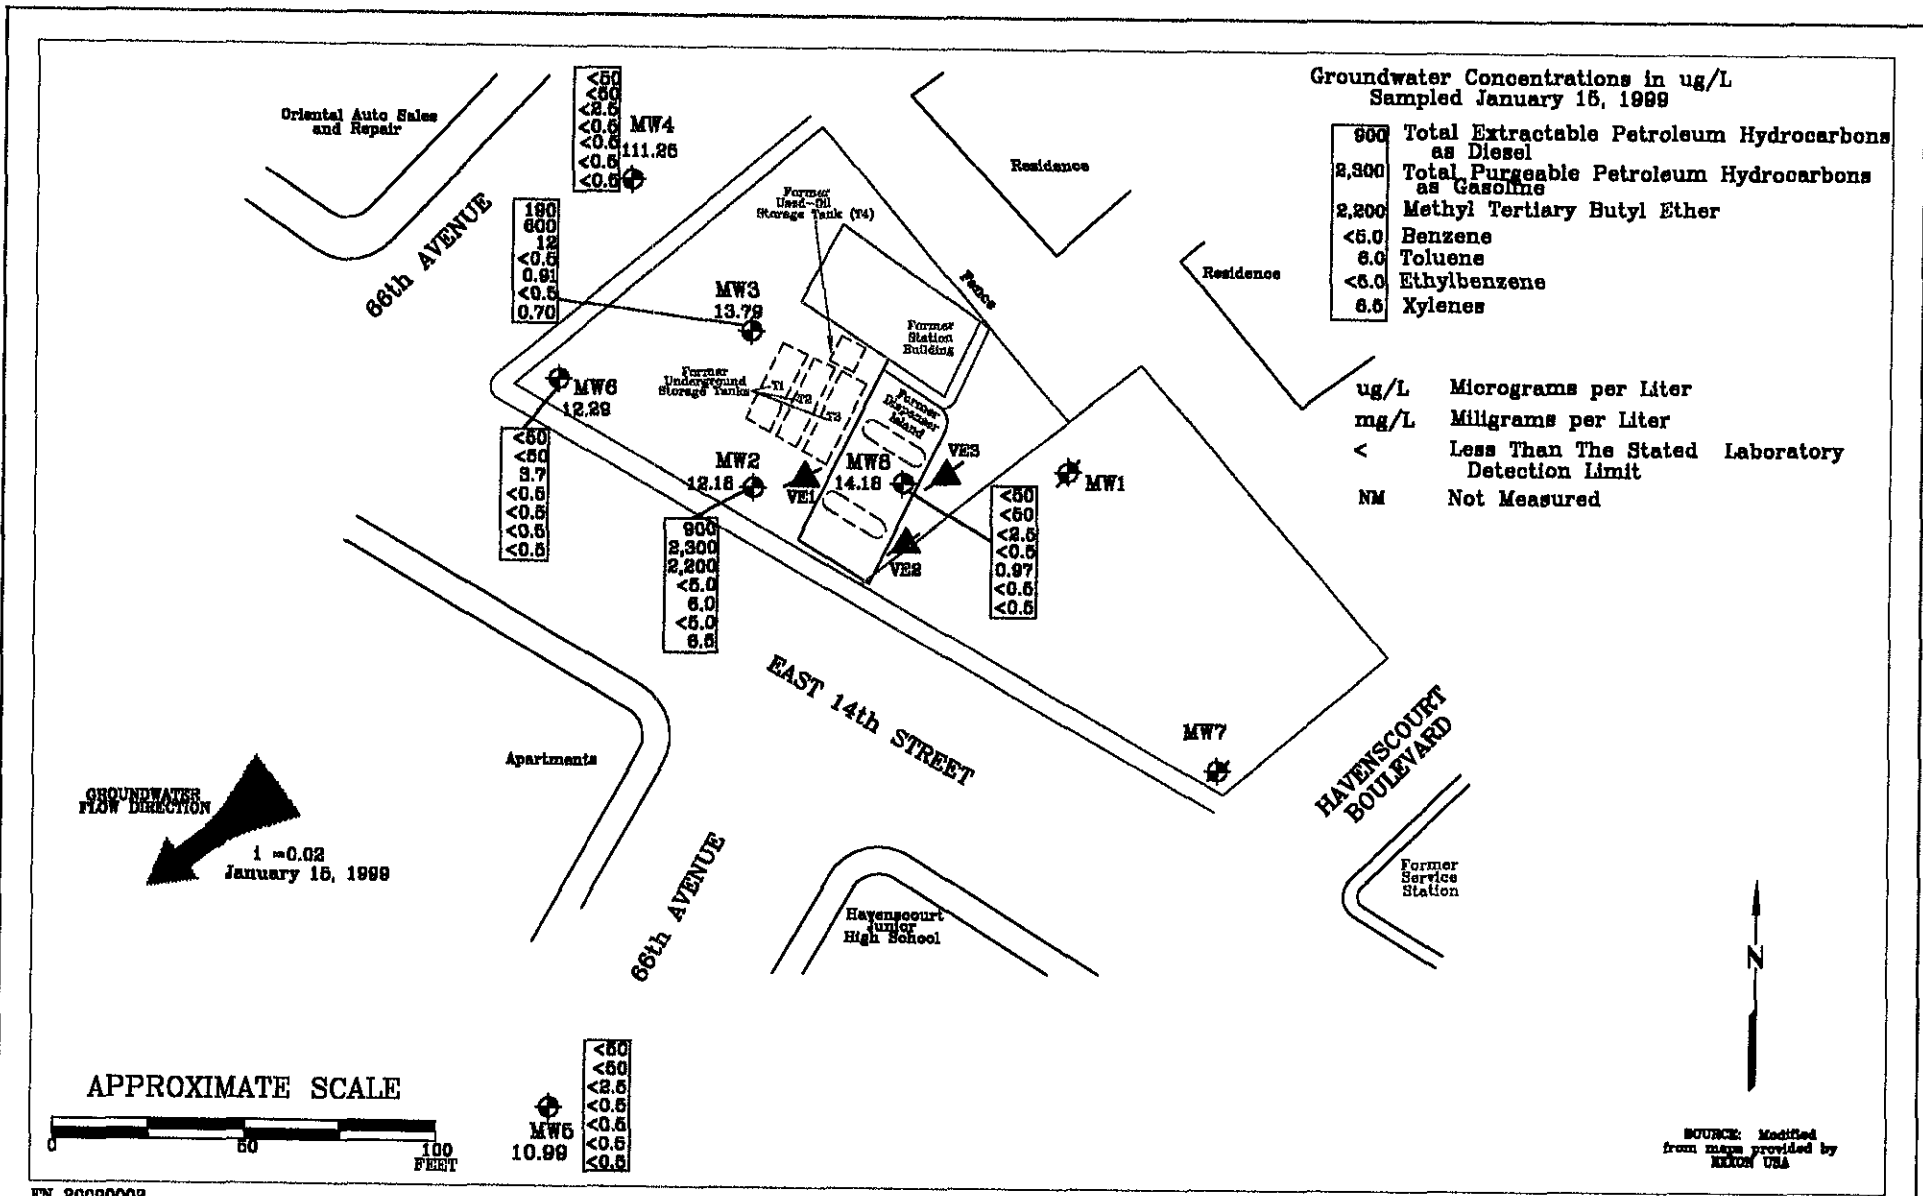 Groundwater Concentrations in ug/L
Sampled January 15, 1999
900 Total Extractable Petroleum Hydrocarbons
as Diesel
2,300 Total Purgeable Petroleum Hydrocarbons
as Gasoline
2,200 Methyl Tertiary Butyl Ether
<5.0 Benzene
6.0 Toluene
<5.0 Ethylbenzene
6.5 Xylenes
ug/L Micrograms per Liter
mg/L Miligrams per Liter
< Less Than The Stated Laboratory
Detection Limit
NM Not Measured
Oriental Auto Sales
and Repair
<50
<50
<2.5
<0.5
<0.5
<0.5
<0.5
MW4
111.25
66th AVENUE
190
600
12
<0.5
0.91
<0.5
0.70
MW3
13.79
Former
Used-Oil
Storage Tank (T4)
Residence
Residence
Fence
Former
Station
Building
Former
Underground
Storage Tanks
T1
T2
T3
Former
Dispenser
Island
MW6
12.29
<50
<50
3.7
<0.5
<0.5
<0.5
<0.5
MW2
12.18
900
2,300
2,200
<5.0
6.0
<5.0
6.5
VE1
MW8
14.18
VE3
VE2
<50
<50
<2.5
<0.5
0.97
<0.5
<0.5
MW1
MW7
EAST 14th STREET
HAVENSCOURT
BOULEVARD
Apartments
GROUNDWATER
FLOW DIRECTION
i =0.02
January 15, 1999
66th AVENUE
Havenscourt
Junior
High School
Former
Service
Station
N
APPROXIMATE SCALE
0 50 100
FEET
MW5
10.99
<50
<50
<2.5
<0.5
<0.5
<0.5
<0.5
SOURCE: Modified
from maps provided by
EXXON USA